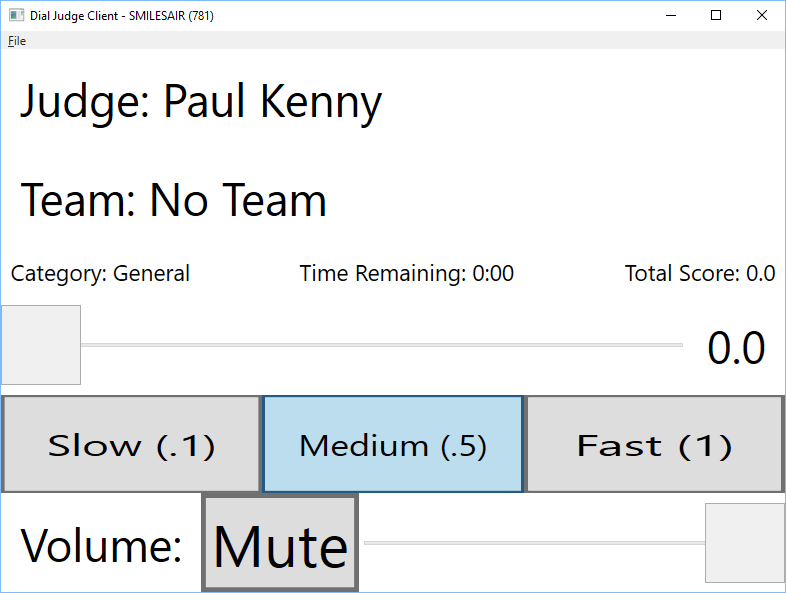 Dial Judge Client - SMILESAIR (781)
File
Judge: Paul Kenny
Team: No Team
Category: General Time Remaining: 0:00 Total Score: 0.0
0.0
Slow (.1) Medium (.5) Fast (1)
Volume: Mute